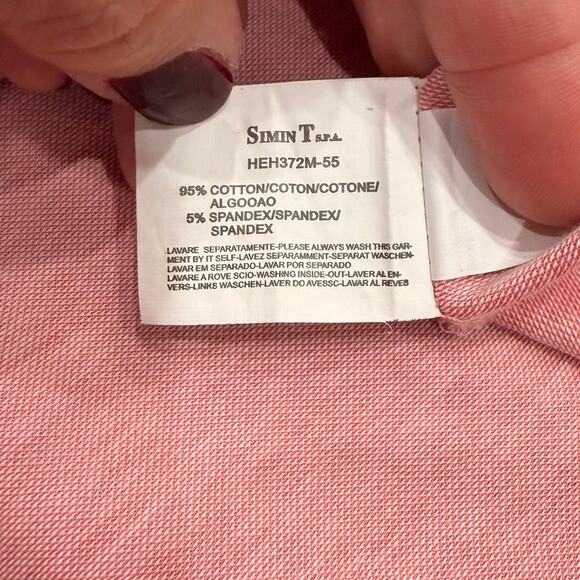 SIMIN T S.P.A.
HEH372M-55
95% COTTON/COTON/COTONE/
ALGOOAO
5% SPANDEX/SPANDEX/
SPANDEX
LAVARE SEPARATAMENTE-PLEASE ALWAYS WASH THIS GAR-
MENT BY IT SELF-LAVEZ SEPARAMMENT-SEPARAT WASCHEN-
LAVAR EM SEPARADO-LAVAR POR SEPARADO
LAVARE A ROVE SCIO-WASHING INSIDE-OUT-LAVER AL EN-
VERS-LINKS WASCHEN-LAVER DO AVESSC-LAVAR AL REVES